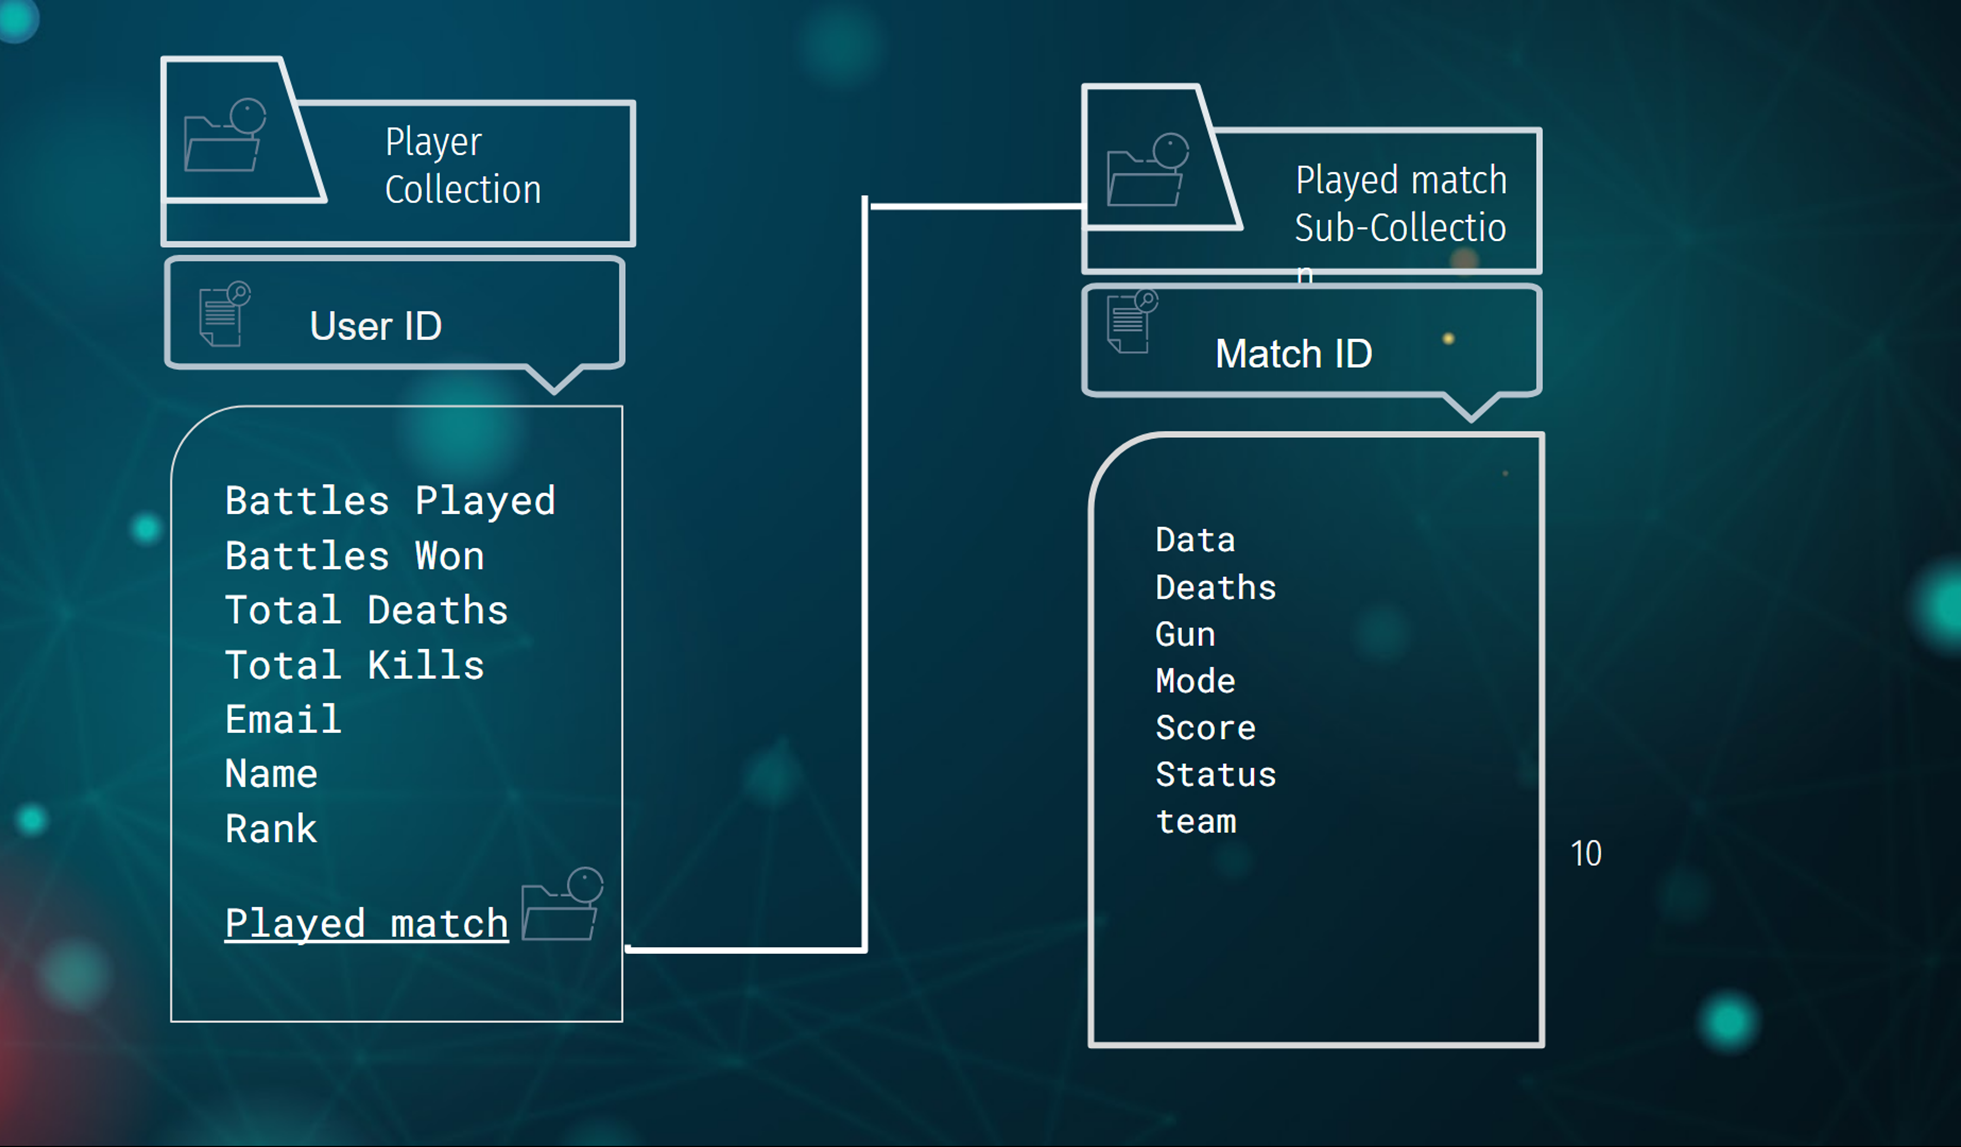 Player
Collection
User ID
Battles Played
Battles Won
Total Deaths
Total Kills
Email
Name
Rank
Played match
Played match
Sub-Collectio
n
Match ID
Data
Deaths
Gun
Mode
Score
Status
team
10